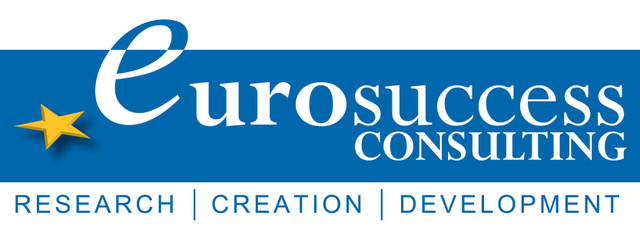 eurosuccess
CONSULTING
RESEARCH | CREATION | DEVELOPMENT